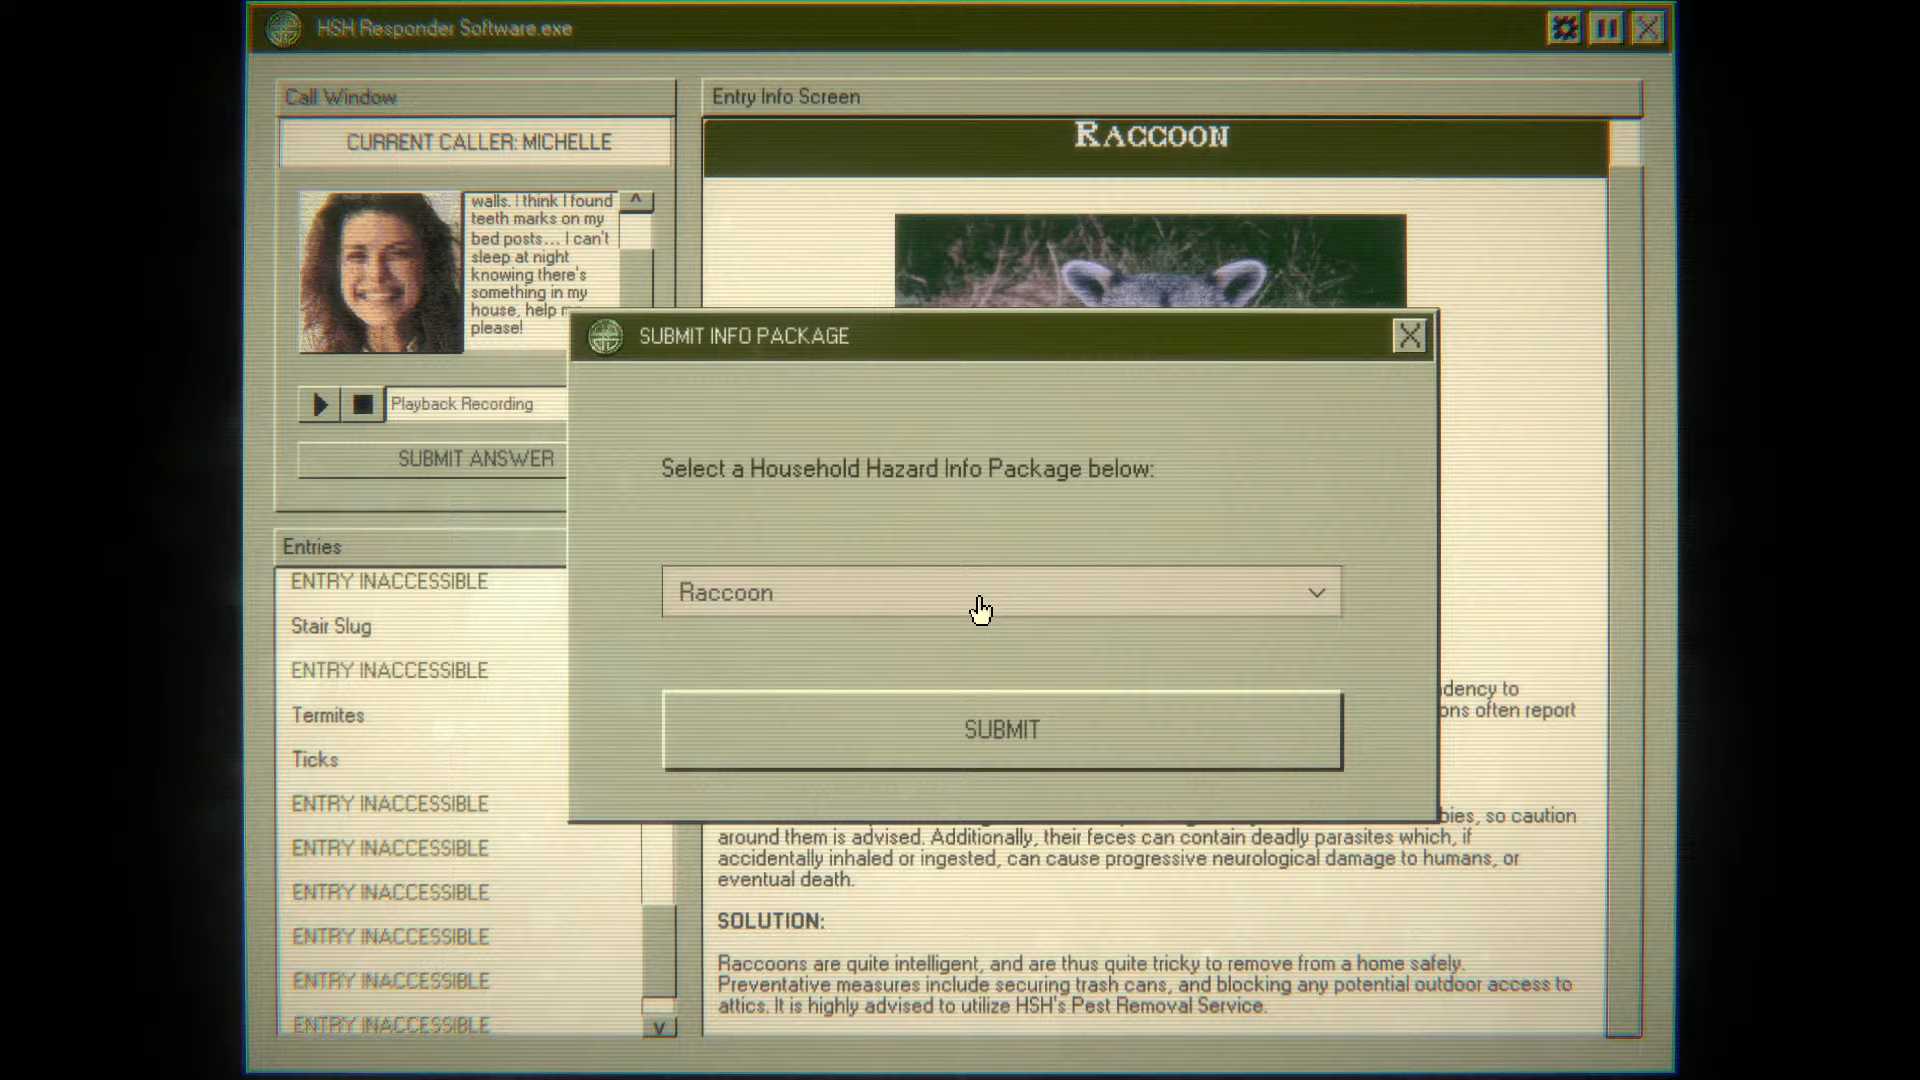 HSH Responder Software.exe
Call Window
CURRENT CALLER: MICHELLE
walls. I think I found
teeth marks on my
bed posts... I can't
sleep at night
knowing there's
something in my
house, help
please!
Playback Recording
SUBMIT ANSWER
Entries
ENTRY INACCESSIBLE
Stair Slug
ENTRY INACCESSIBLE
Termites
Ticks
ENTRY INACCESSIBLE
ENTRY INACCESSIBLE
ENTRY INACCESSIBLE
ENTRY INACCESSIBLE
ENTRY INACCESSIBLE
ENTRY INACCESSIBLE
Entry Info Screen
RACCOON
SUBMIT INFO PACKAGE
Select a Household Hazard Info Package below:
Raccoon
SUBMIT
dency to
ons often report
bies, so caution
around them is advised. Additionally, their feces can contain deadly parasites which, if
accidentally inhaled or ingested, can cause progressive neurological damage to humans, or
eventual death.
SOLUTION:
Raccoons are quite intelligent, and are thus quite tricky to remove from a home safely.
Preventative measures include securing trash cans, and blocking any potential outdoor access to
attics. It is highly advised to utilize HSH's Pest Removal Service.